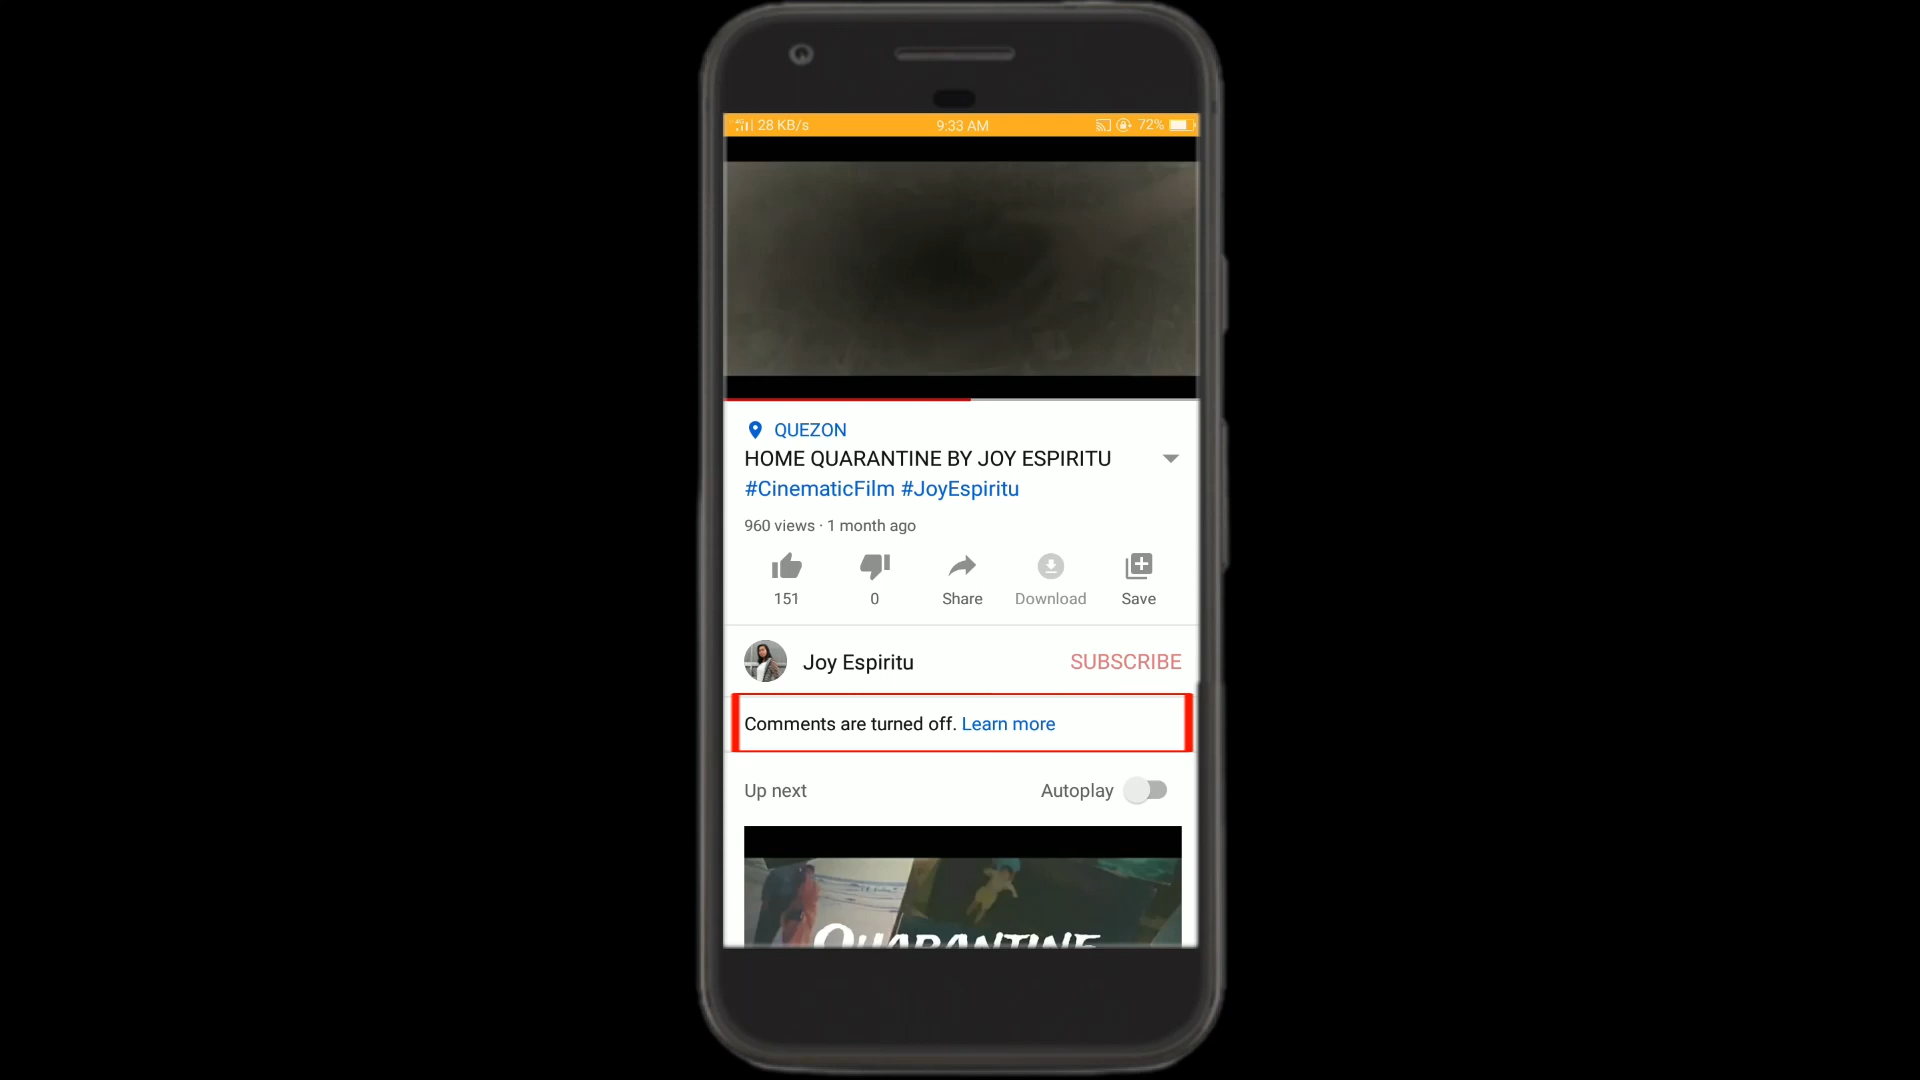 28 KB/s 9:33 AM 72%
QUEZON
HOME QUARANTINE BY JOY ESPIRITU
#CinematicFilm #JoyEspiritu
960 views · 1 month ago
151 0 Share Download Save
Joy Espiritu SUBSCRIBE
Comments are turned off. Learn more
Up next Autoplay
QUARANTINE